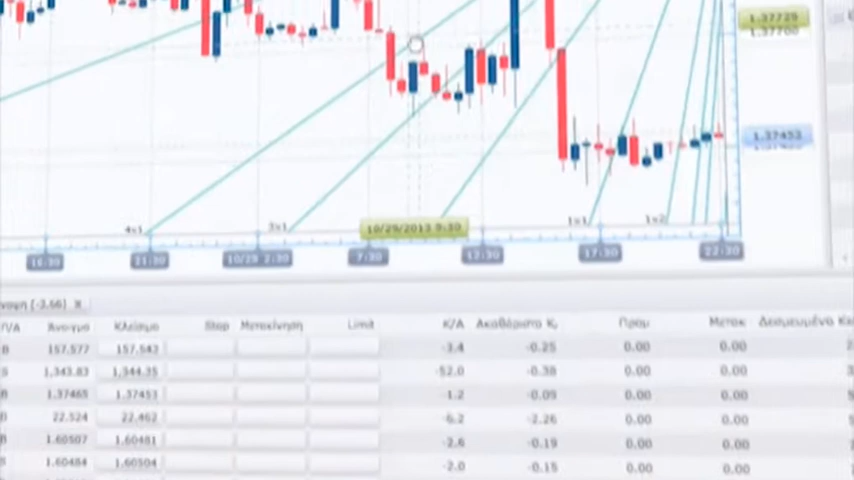 1.37729
1.37700
1.37453
4x1 3x1 10/29/2013 9:30 1x1 1x2
16:30 21:30 10/29 2:30 7:30 12:30 17:30 22:30
[-3.66] x
Άνοιγμα Κλείσιμο Stop Μετακίνηση Limit Κ/Α Ακαθάριστο Κ. Προμ Μετακ Δεσμευμένο
B 157.577 157.543 -3.4 -0.25 0.00 0.00
S 1,343.83 1,344.35 -52.0 -0.38 0.00 0.00
B 1.37465 1.37453 -1.2 -0.09 0.00 0.00
B 22.524 22.462 -6.2 -2.26 0.00 0.00
B 1.60507 1.60481 -2.6 -0.19 0.00 0.00
S 1.60484 1.60504 -2.0 -0.15 0.00 0.00